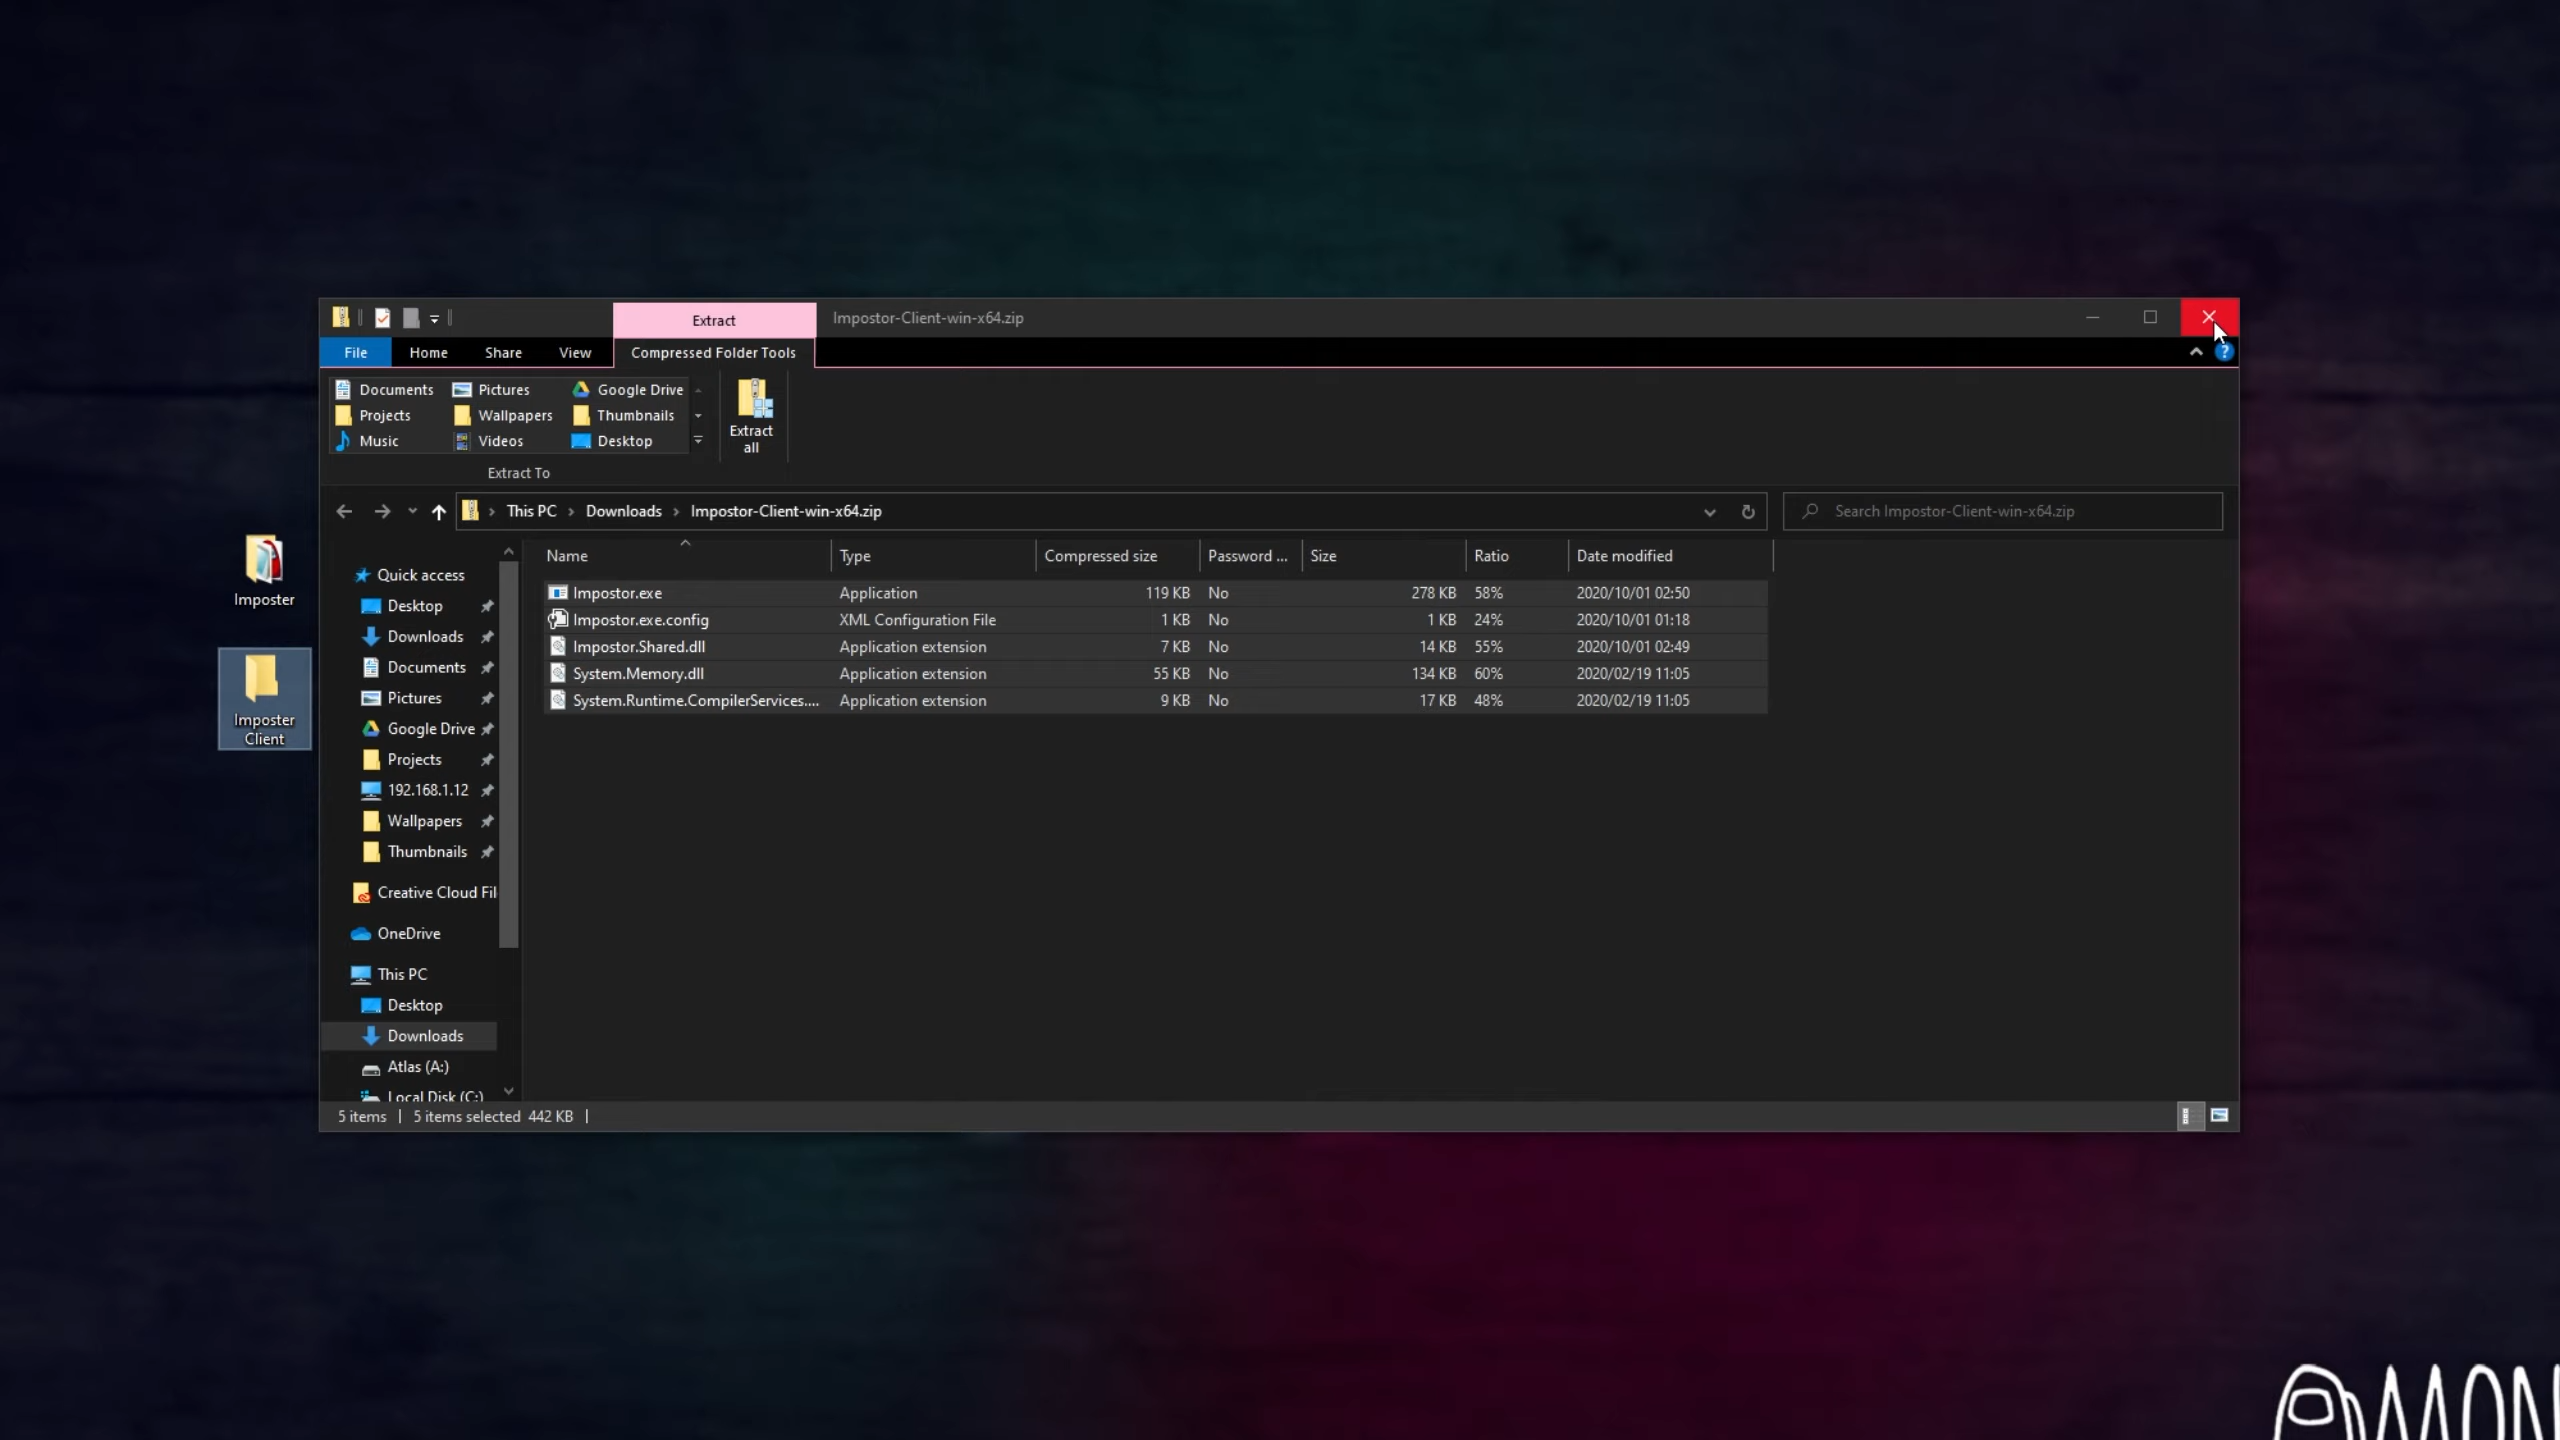 Extract
Impostor-Client-win-x64.zip
File Home Share View Compressed Folder Tools
Documents Pictures Google Drive
Projects Wallpapers Thumbnails
Music Videos Desktop
Extract
all
Extract To
This PC > Downloads > Impostor-Client-win-x64.zip
Search Impostor-Client-win-x64.zip
Name Type Compressed size Password ... Size Ratio Date modified
Impostor.exe Application 119 KB No 278 KB 58% 2020/10/01 02:50
Impostor.exe.config XML Configuration File 1 KB No 1 KB 24% 2020/10/01 01:18
Impostor.Shared.dll Application extension 7 KB No 14 KB 55% 2020/10/01 02:49
System.Memory.dll Application extension 55 KB No 134 KB 60% 2020/02/19 11:05
System.Runtime.CompilerServices.... Application extension 9 KB No 17 KB 48% 2020/02/19 11:05
Imposter
Imposter
Client
Quick access
Desktop
Downloads
Documents
Pictures
Google Drive
Projects
192.168.1.12
Wallpapers
Thumbnails
Creative Cloud Fil
OneDrive
This PC
Desktop
Downloads
Atlas (A:)
Local Disk (C:)
5 items | 5 items selected 442 KB |
AMON